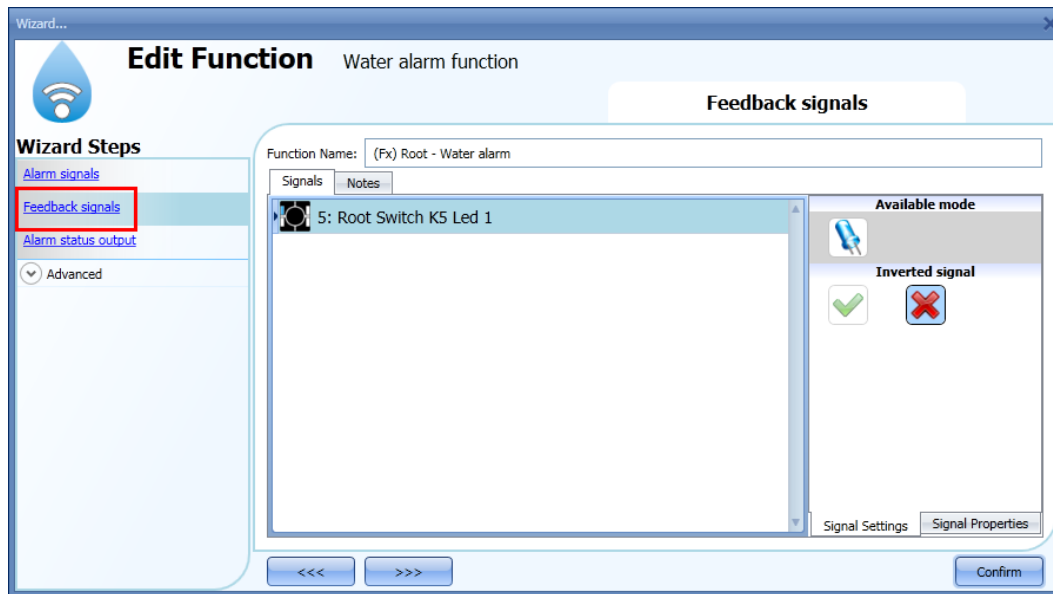 Wizard...
Edit Function Water alarm function
Feedback signals
Wizard Steps
Alarm signals
Feedback signals
Alarm status output
Advanced
Function Name: (Fx) Root - Water alarm
Signals Notes
5: Root Switch K5 Led 1
Available mode
Inverted signal
Signal Settings Signal Properties
<<< >>> Confirm